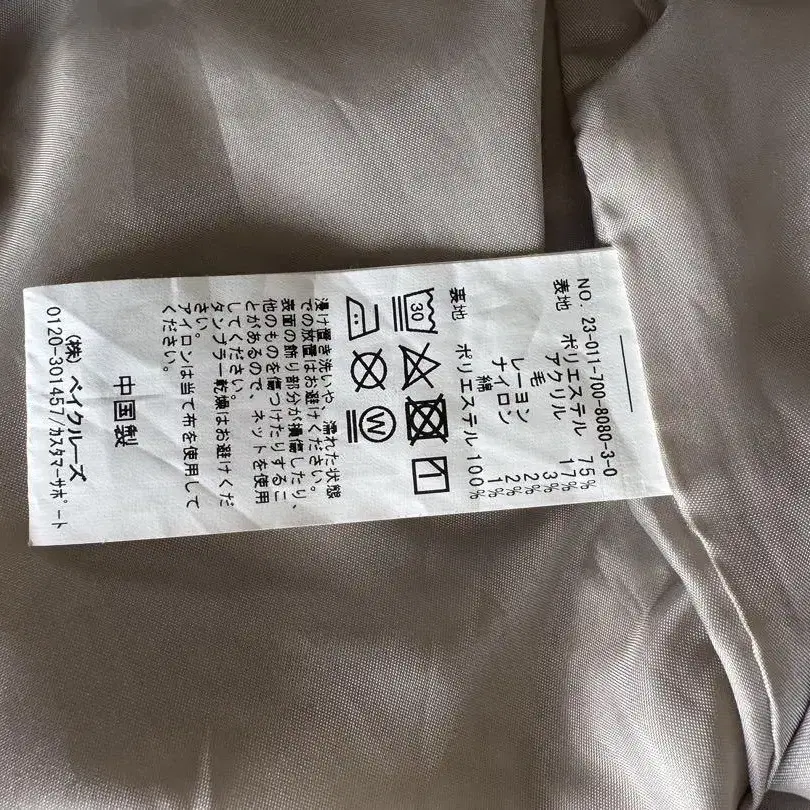 NO. 23-011-700-8080-3-0
表地 ポリエステル 75%
アクリル 17%
毛 3%
レーヨン 2%
綿 2%
ナイロン 1%
裏地 ポリエステル 100%
30
W
浸け置き洗いや、濡れた状態
での放置はお避けください。
表面の飾り部分が損傷したり、
他のものを傷つけたりするこ
とがあるので、ネットを使用
してください。
タンブラー乾燥はお避けくだ
さい。
アイロンは当て布を使用して
ください。
中国製
(株) ベイクルーズ
0120-301457/カスタマーサポート